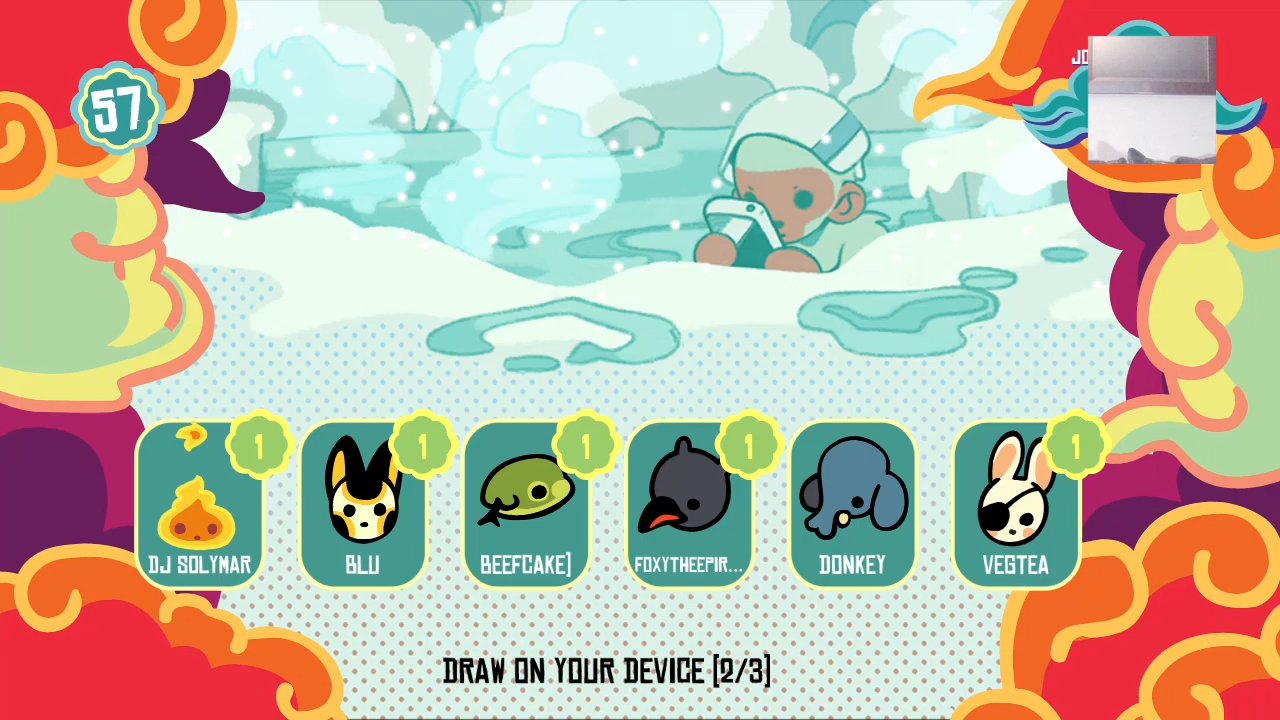 57
JO
1
1
1
1
1
DJ SOLYMAR
BLU
BEEFCAKE]
FOXYTHEEPIR...
DONKEY
VEGTEA
DRAW ON YOUR DEVICE [2/3]